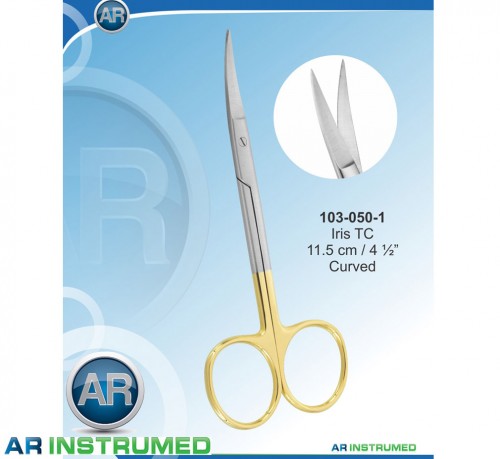 AR
R
103-050-1
Iris TC
11.5 cm / 4 ½”
Curved
AR
AR INSTRUMED
AR INSTRUMED